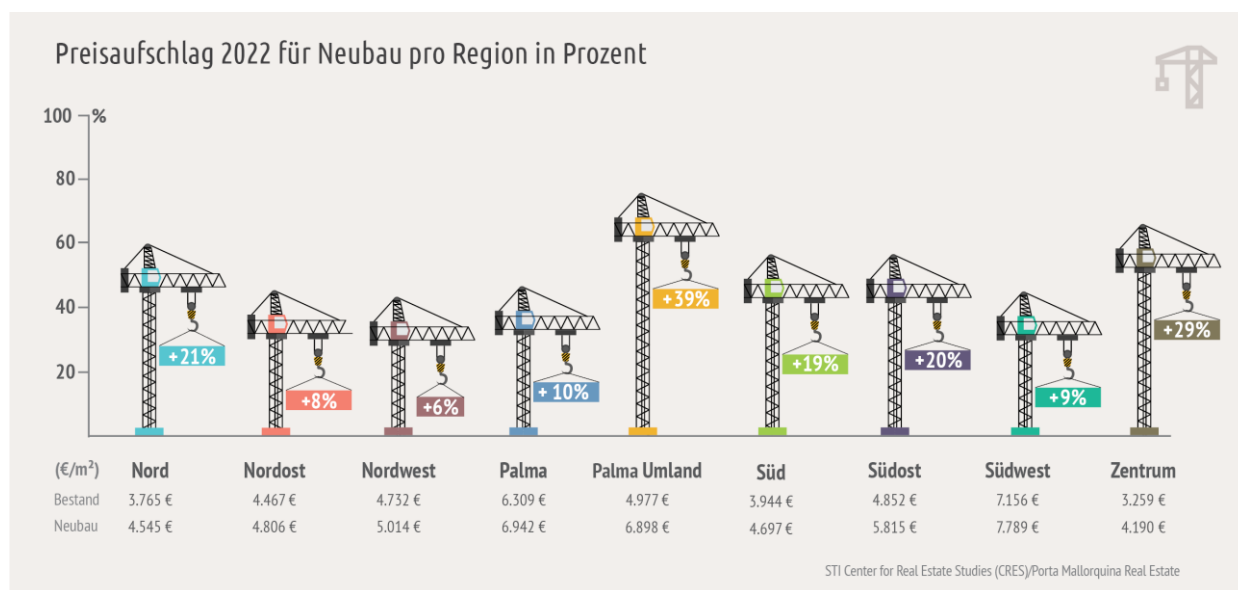 Preisaufschlag 2022 für Neubau pro Region in Prozent
100 %
80
60
40
20
+21%
+8%
+6%
+ 10%
+39%
+19%
+20%
+9%
+29%
(€/m²) Nord Nordost Nordwest Palma Palma Umland Süd Südost Südwest Zentrum
Bestand 3.765 € 4.467 € 4.732 € 6.309 € 4.977 € 3.944 € 4.852 € 7.156 € 3.259 €
Neubau 4.545 € 4.806 € 5.014 € 6.942 € 6.898 € 4.697 € 5.815 € 7.789 € 4.190 €
STI Center for Real Estate Studies (CRES)/Porta Mallorquina Real Estate